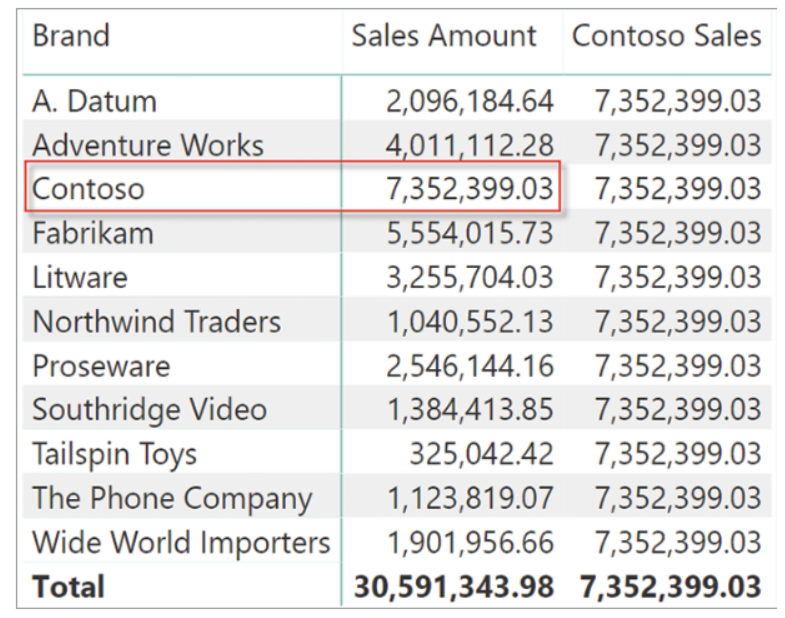 Brand Sales Amount Contoso Sales
A. Datum 2,096,184.64 7,352,399.03
Adventure Works 4,011,112.28 7,352,399.03
Contoso 7,352,399.03 7,352,399.03
Fabrikam 5,554,015.73 7,352,399.03
Litware 3,255,704.03 7,352,399.03
Northwind Traders 1,040,552.13 7,352,399.03
Proseware 2,546,144.16 7,352,399.03
Southridge Video 1,384,413.85 7,352,399.03
Tailspin Toys 325,042.42 7,352,399.03
The Phone Company 1,123,819.07 7,352,399.03
Wide World Importers 1,901,956.66 7,352,399.03
Total 30,591,343.98 7,352,399.03